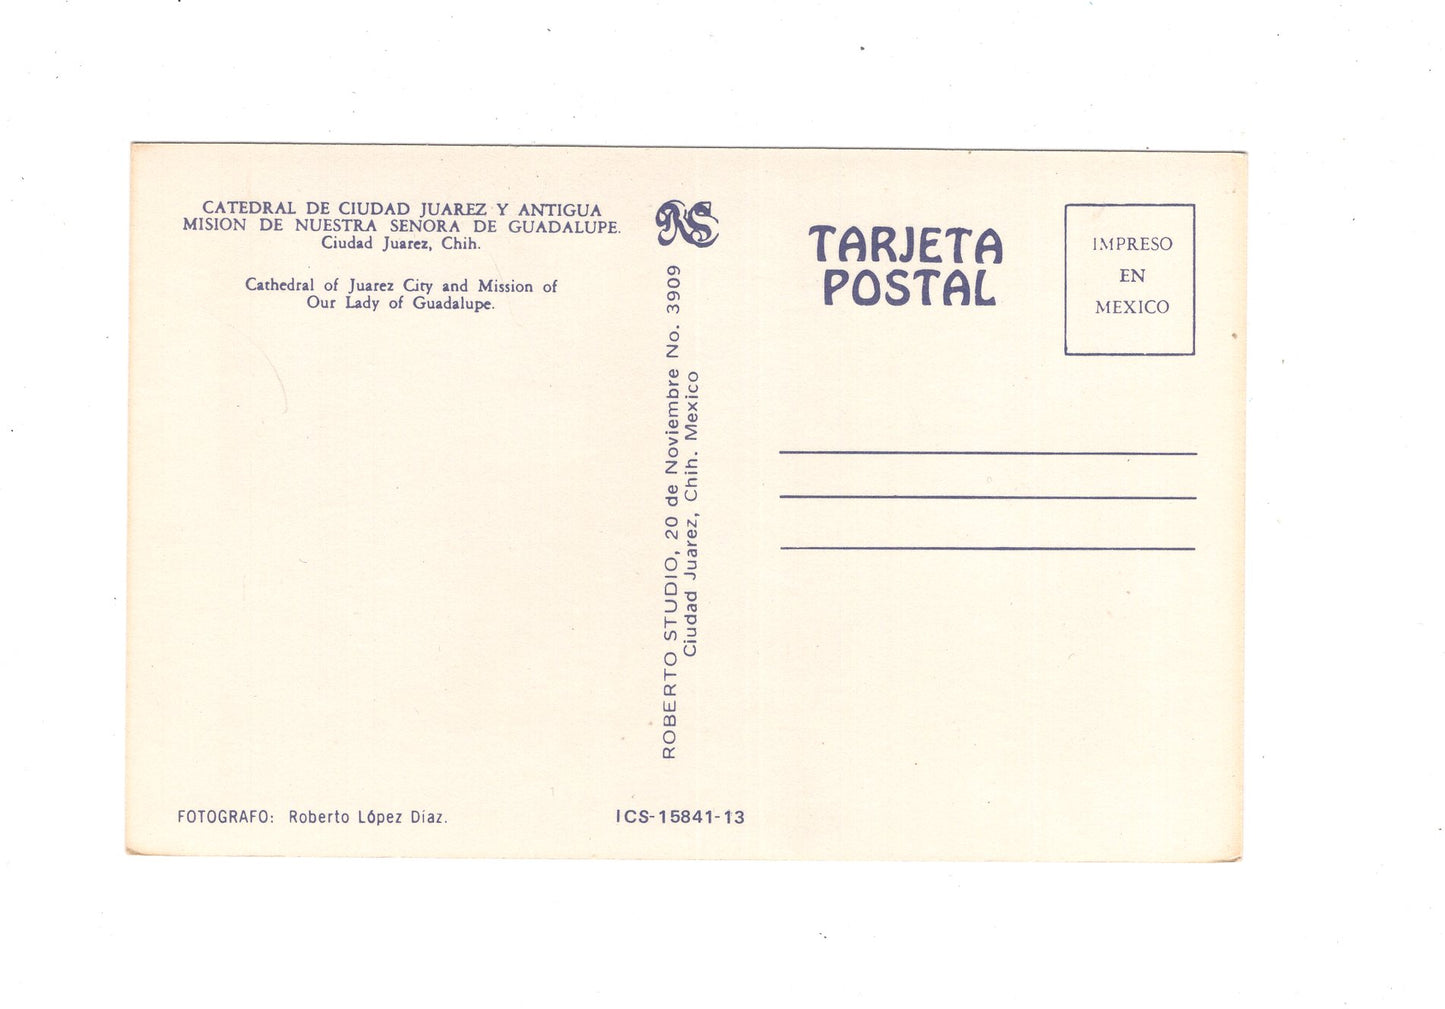 CATEDRAL DE CIUDAD JUAREZ Y ANTIGUA
MISION DE NUESTRA SENORA DE GUADALUPE.
Ciudad Juarez, Chih.
Cathedral of Juarez City and Mission of
Our Lady of Guadalupe.
RS
ROBERTO STUDIO, 20 de Noviembre No. 3909
Ciudad Juarez, Chih. Mexico
TARJETA
POSTAL
IMPRESO
EN
MEXICO
FOTOGRAFO: Roberto López Díaz.
ICS-15841-13